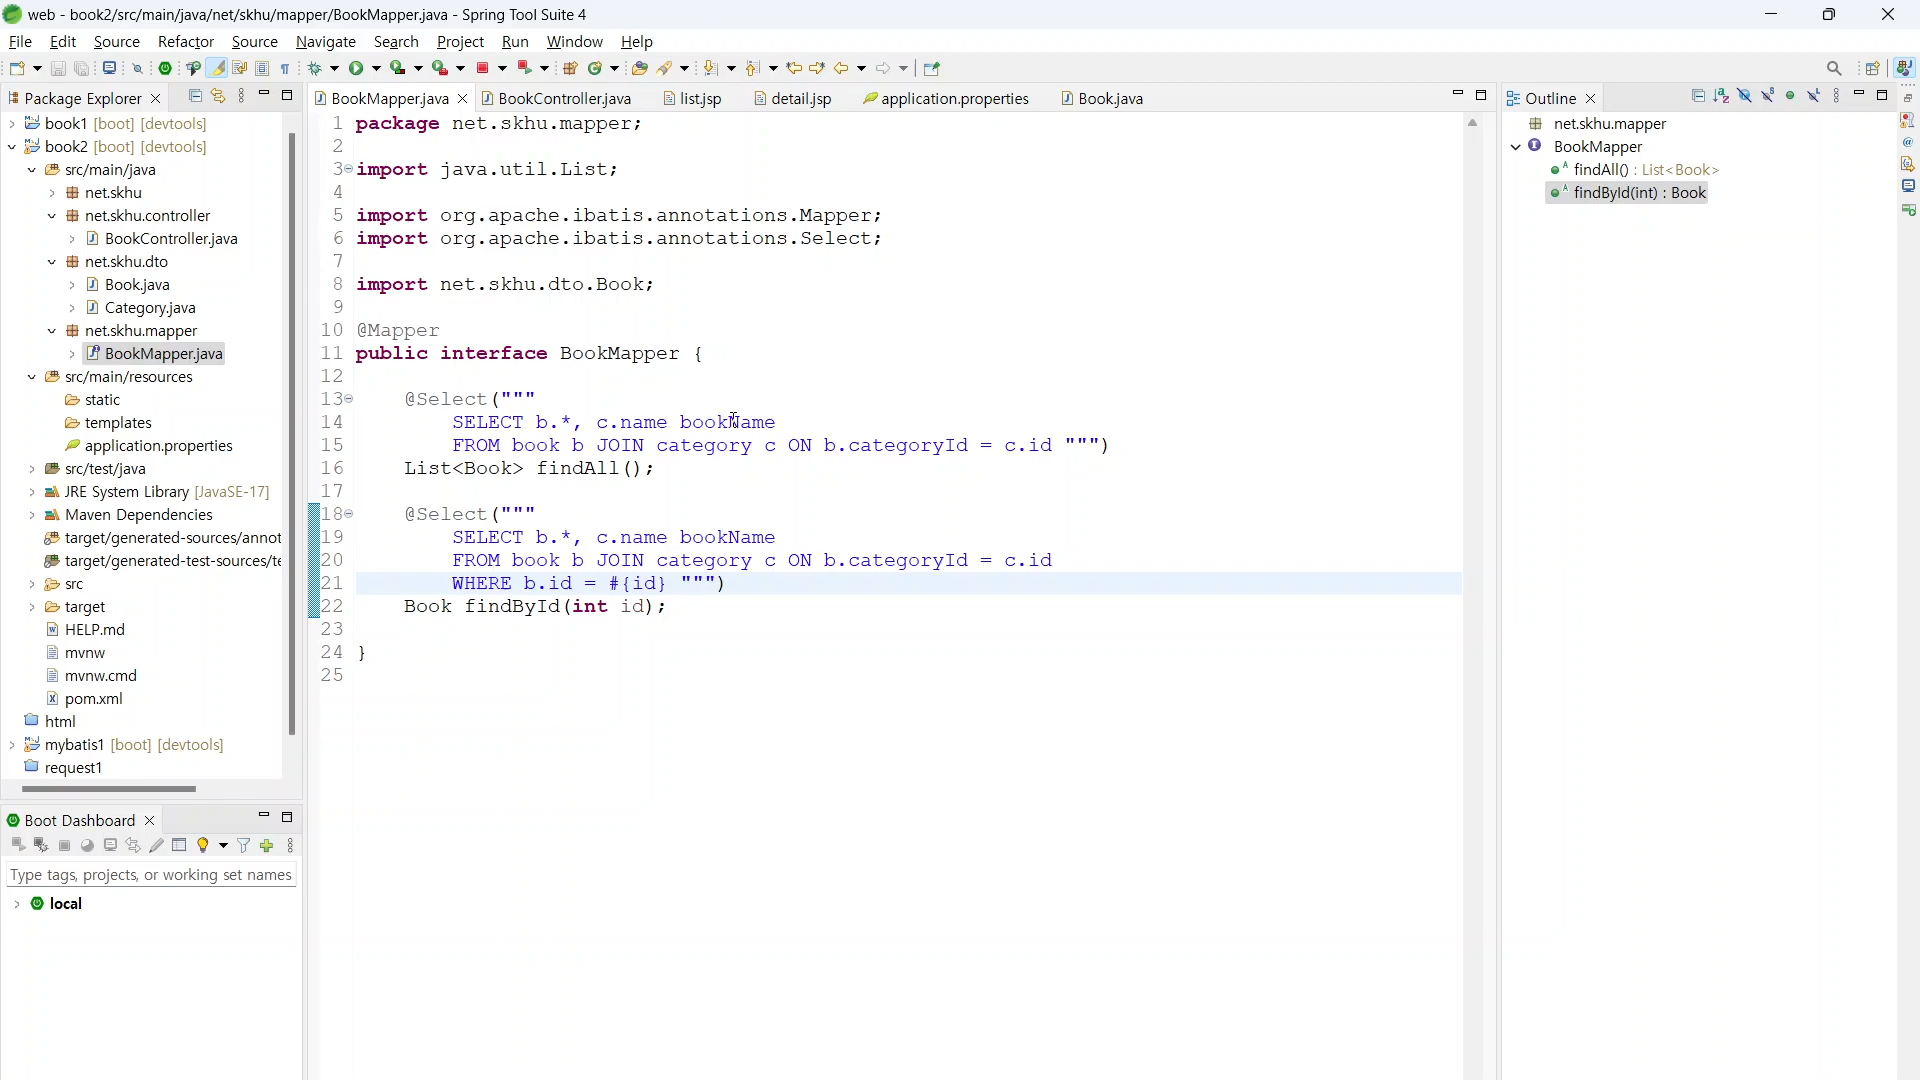 web - book2/src/main/java/net/skhu/mapper/BookMapper.java - Spring Tool Suite 4
File Edit Source Refactor Source Navigate Search Project Run Window Help
Package Explorer
book1 [boot] [devtools]
book2 [boot] [devtools]
src/main/java
net.skhu
net.skhu.controller
BookController.java
net.skhu.dto
Book.java
Category.java
net.skhu.mapper
BookMapper.java
src/main/resources
static
templates
application.properties
src/test/java
JRE System Library [JavaSE-17]
Maven Dependencies
target/generated-sources/annot
target/generated-test-sources/te
src
target
HELP.md
mvnw
mvnw.cmd
pom.xml
html
mybatis1 [boot] [devtools]
request1
Boot Dashboard
Type tags, projects, or working set names
local
BookMapper.java BookController.java list.jsp detail.jsp application.properties Book.java
1 package net.skhu.mapper;
2
3 import java.util.List;
4
5 import org.apache.ibatis.annotations.Mapper;
6 import org.apache.ibatis.annotations.Select;
7
8 import net.skhu.dto.Book;
9
10 @Mapper
11 public interface BookMapper {
12
13 @Select("""
14 SELECT b.*, c.name bookName
15 FROM book b JOIN category c ON b.categoryId = c.id """)
16 List<Book> findAll();
17
18 @Select("""
19 SELECT b.*, c.name bookName
20 FROM book b JOIN category c ON b.categoryId = c.id
21 WHERE b.id = #{id} """)
22 Book findById(int id);
23
24 }
25
Outline
net.skhu.mapper
BookMapper
findAll() : List<Book>
findById(int) : Book